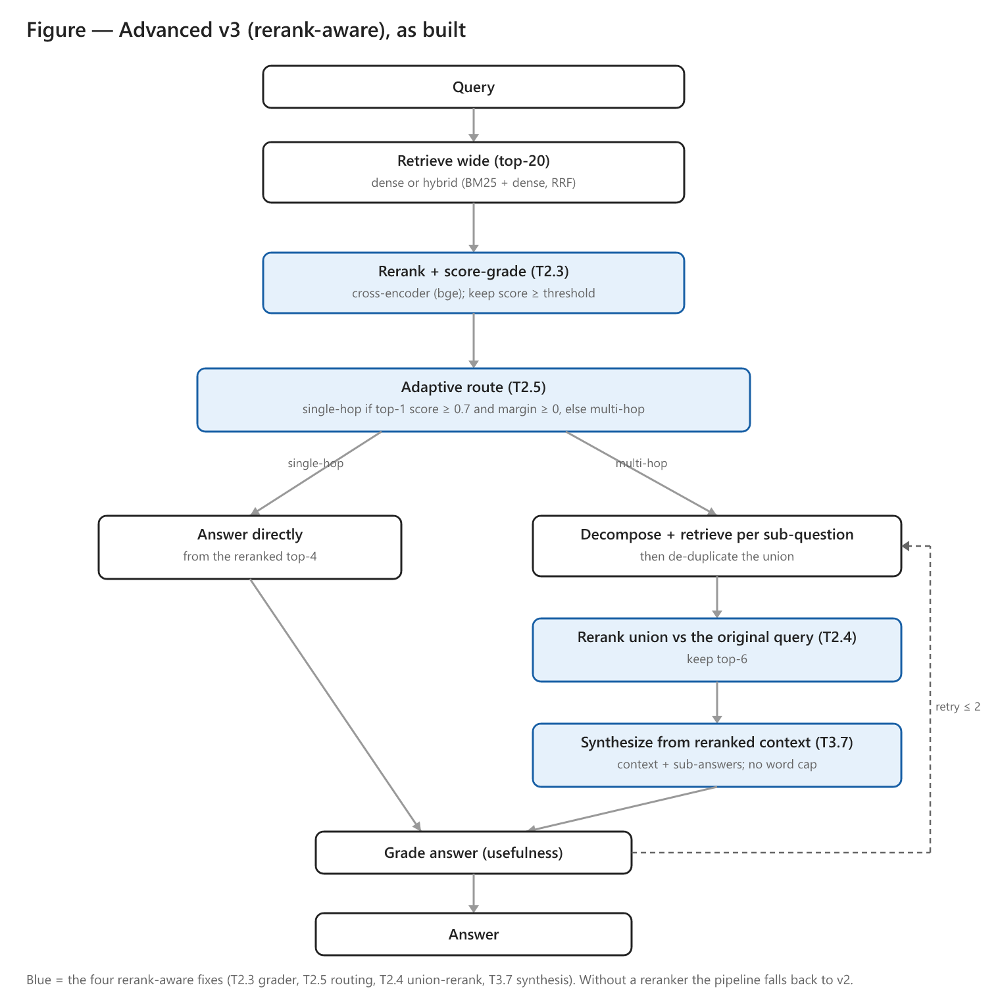 Figure — Advanced v3 (rerank-aware), as built
Query
Retrieve wide (top-20)
dense or hybrid (BM25 + dense, RRF)
Rerank + score-grade (T2.3)
cross-encoder (bge); keep score ≥ threshold
Adaptive route (T2.5)
single-hop if top-1 score ≥ 0.7 and margin ≥ 0, else multi-hop
single-hop
multi-hop
Answer directly
from the reranked top-4
Decompose + retrieve per sub-question
then de-duplicate the union
Rerank union vs the original query (T2.4)
keep top-6
retry ≤ 2
Synthesize from reranked context (T3.7)
context + sub-answers; no word cap
Grade answer (usefulness)
Answer
Blue = the four rerank-aware fixes (T2.3 grader, T2.5 routing, T2.4 union-rerank, T3.7 synthesis). Without a reranker the pipeline falls back to v2.